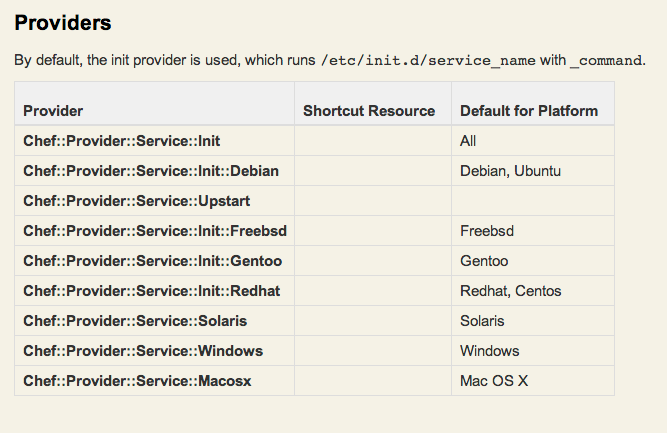 Providers
By default, the init provider is used, which runs /etc/init.d/service_name with _command.
Provider Shortcut Resource Default for Platform
Chef::Provider::Service::Init All
Chef::Provider::Service::Init::Debian Debian, Ubuntu
Chef::Provider::Service::Upstart
Chef::Provider::Service::Init::Freebsd Freebsd
Chef::Provider::Service::Init::Gentoo Gentoo
Chef::Provider::Service::Init::Redhat Redhat, Centos
Chef::Provider::Service::Solaris Solaris
Chef::Provider::Service::Windows Windows
Chef::Provider::Service::Macosx Mac OS X